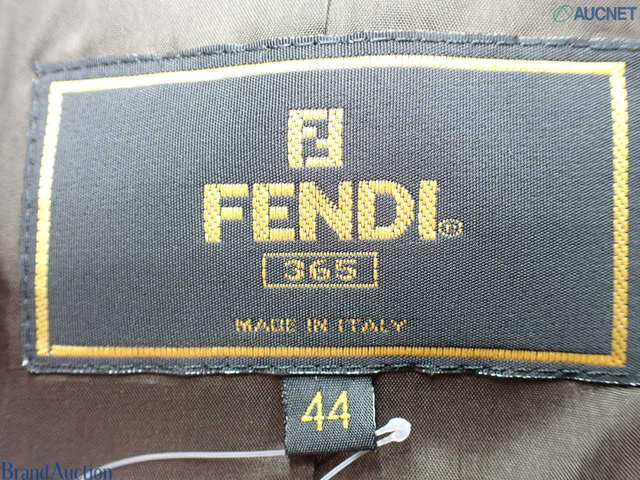 AUCNET
FENDI®
365
MADE IN ITALY
44
Brand Auction